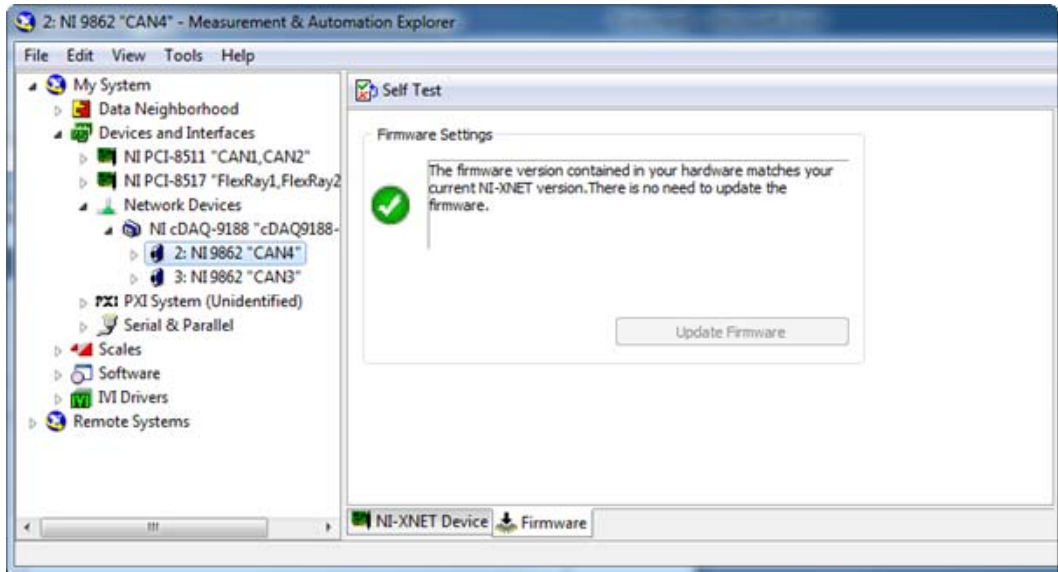 2: NI 9862 "CAN4" - Measurement & Automation Explorer
File Edit View Tools Help
My System
Data Neighborhood
Devices and Interfaces
NI PCI-8511 "CAN1,CAN2"
NI PCI-8517 "FlexRay1,FlexRay2
Network Devices
NI cDAQ-9188 "cDAQ9188-
2: NI 9862 "CAN4"
3: NI 9862 "CAN3"
PXI PXI System (Unidentified)
Serial & Parallel
Scales
Software
IVI IVI Drivers
Remote Systems
Self Test
Firmware Settings
The firmware version contained in your hardware matches your
current NI-XNET version.There is no need to update the
firmware.
Update Firmware
NI-XNET Device Firmware